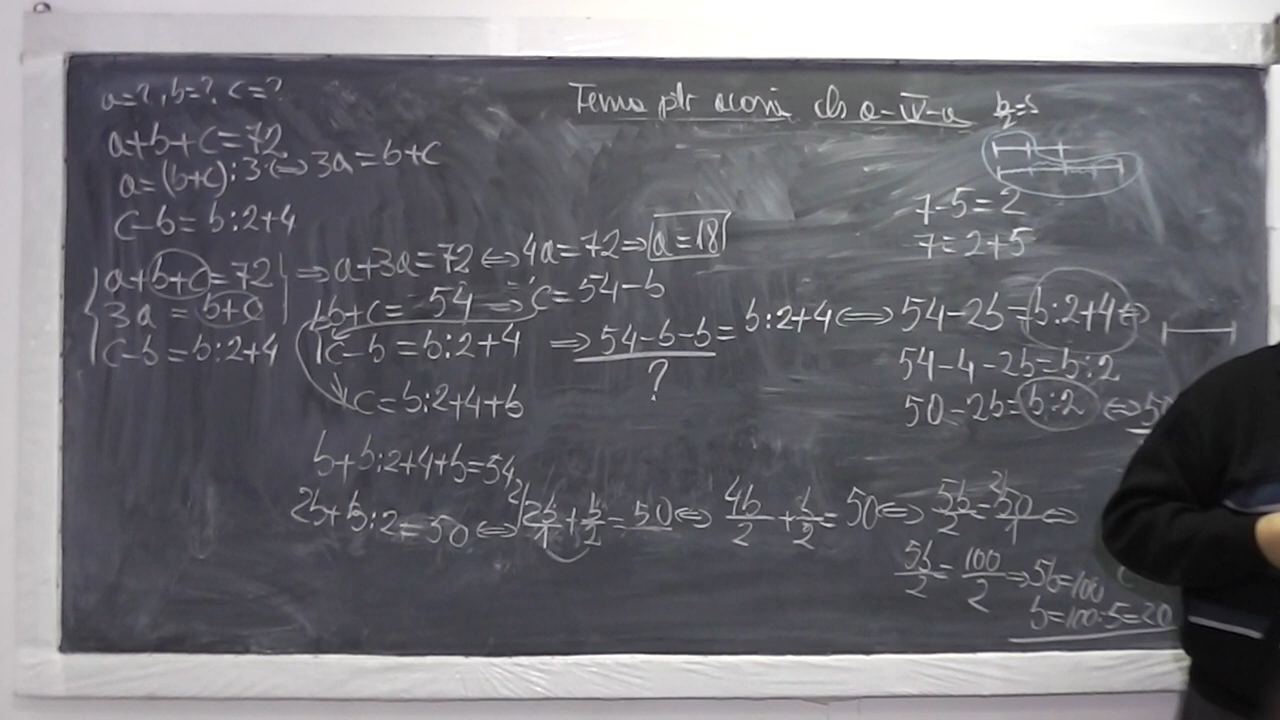 a=?, b=? c=?
Tema ptr acasă cls a-IV-a
a+b+c=72
a=(b+c):3 <=> 3a=b+c
c-b=b:2+4
7-5=2
7=2+5
a+b+c=72 => a+3a=72 <=> 4a=72 => a=18
3a=b+c
b+c=54 => c=54-b
c-b=b:2+4
c-b=b:2+4 => 54-b-b=b:2+4 <=> 54-2b=b:2+4 <=>
?
54-4-2b=b:2
c=b:2+4+b
50-2b=b:2 <=>
b+b:2+4+b=54
2b+b:2=50 <=> 2b/1+b/2=50 <=> 4b/2+b/2=50 <=> 5b/2=50/1 <=>
5b/2=100/2 => 5b=100
b=100:5=20